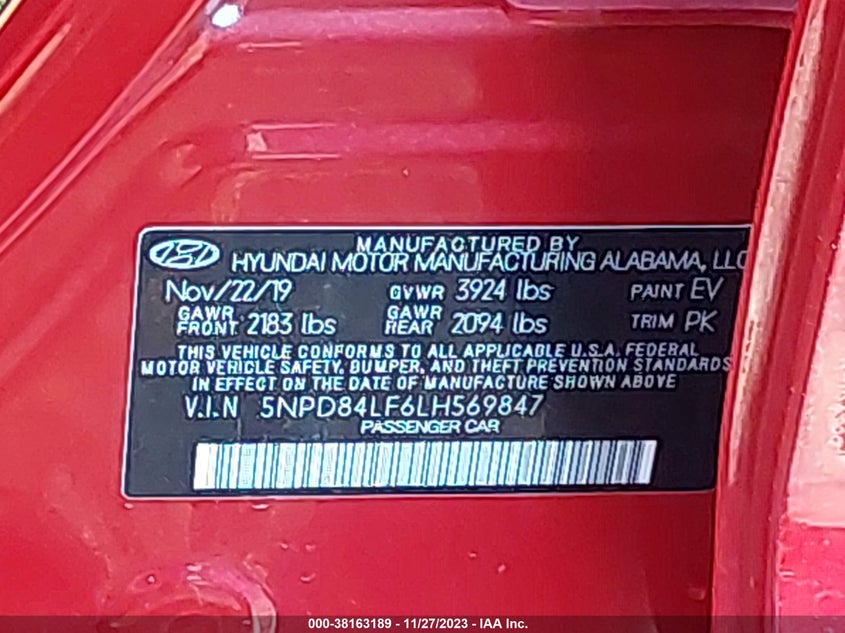 MANUFACTURED BY
HYUNDAI MOTOR MANUFACTURING ALABAMA, LLC
Nov/22/19 GVWR 3924 lbs PAINT EV
GAWR FRONT 2183 lbs GAWR REAR 2094 lbs TRIM PK
THIS VEHICLE CONFORMS TO ALL APPLICABLE U.S.A. FEDERAL
MOTOR VEHICLE SAFETY, BUMPER, AND THEFT PREVENTION STANDARDS
IN EFFECT ON THE DATE OF MANUFACTURE SHOWN ABOVE
V.I.N 5NPD84LF6LH569847
PASSENGER CAR
000-38163189 - 11/27/2023 - IAA Inc.